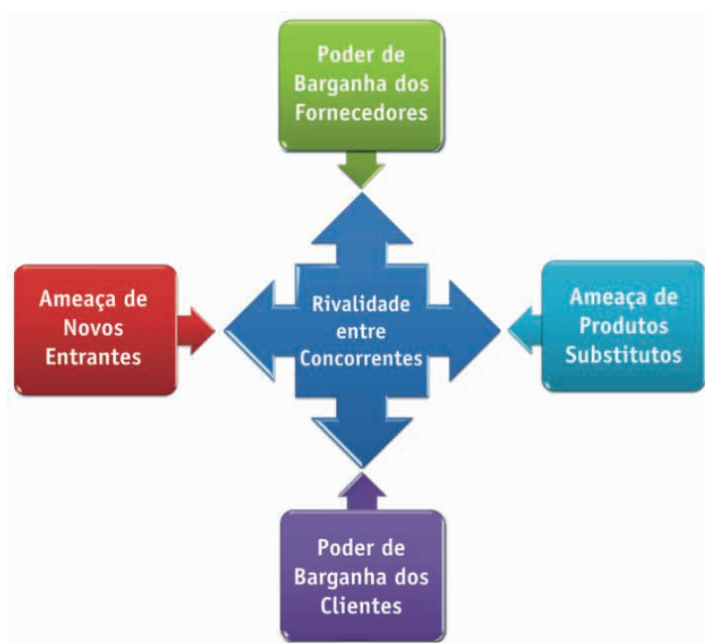 Poder de
Barganha dos
Fornecedores
Ameaça de
Novos
Entrantes
Rivalidade
entre
Concorrentes
Ameaça de
Produtos
Substitutos
Poder de
Barganha dos
Clientes